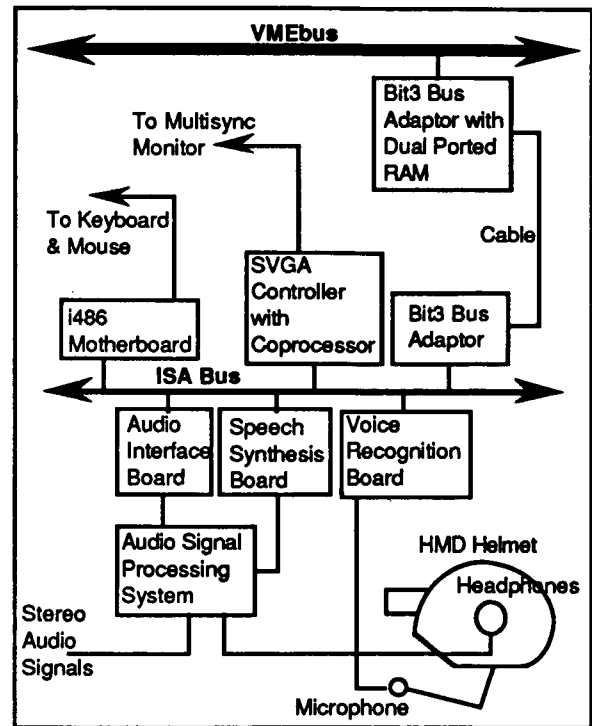 VMEbus
Bit3 Bus
Adaptor with
Dual Ported
RAM
To Multisync
Monitor
To Keyboard
& Mouse
Cable
SVGA
Controller
with
Coprocessor
i486
Motherboard
Bit3 Bus
Adaptor
ISA Bus
Audio
Interface
Board
Speech
Synthesis
Board
Voice
Recognition
Board
Audio Signal
Processing
System
HMD Helmet
Headphones
Stereo
Audio
Signals
Microphone